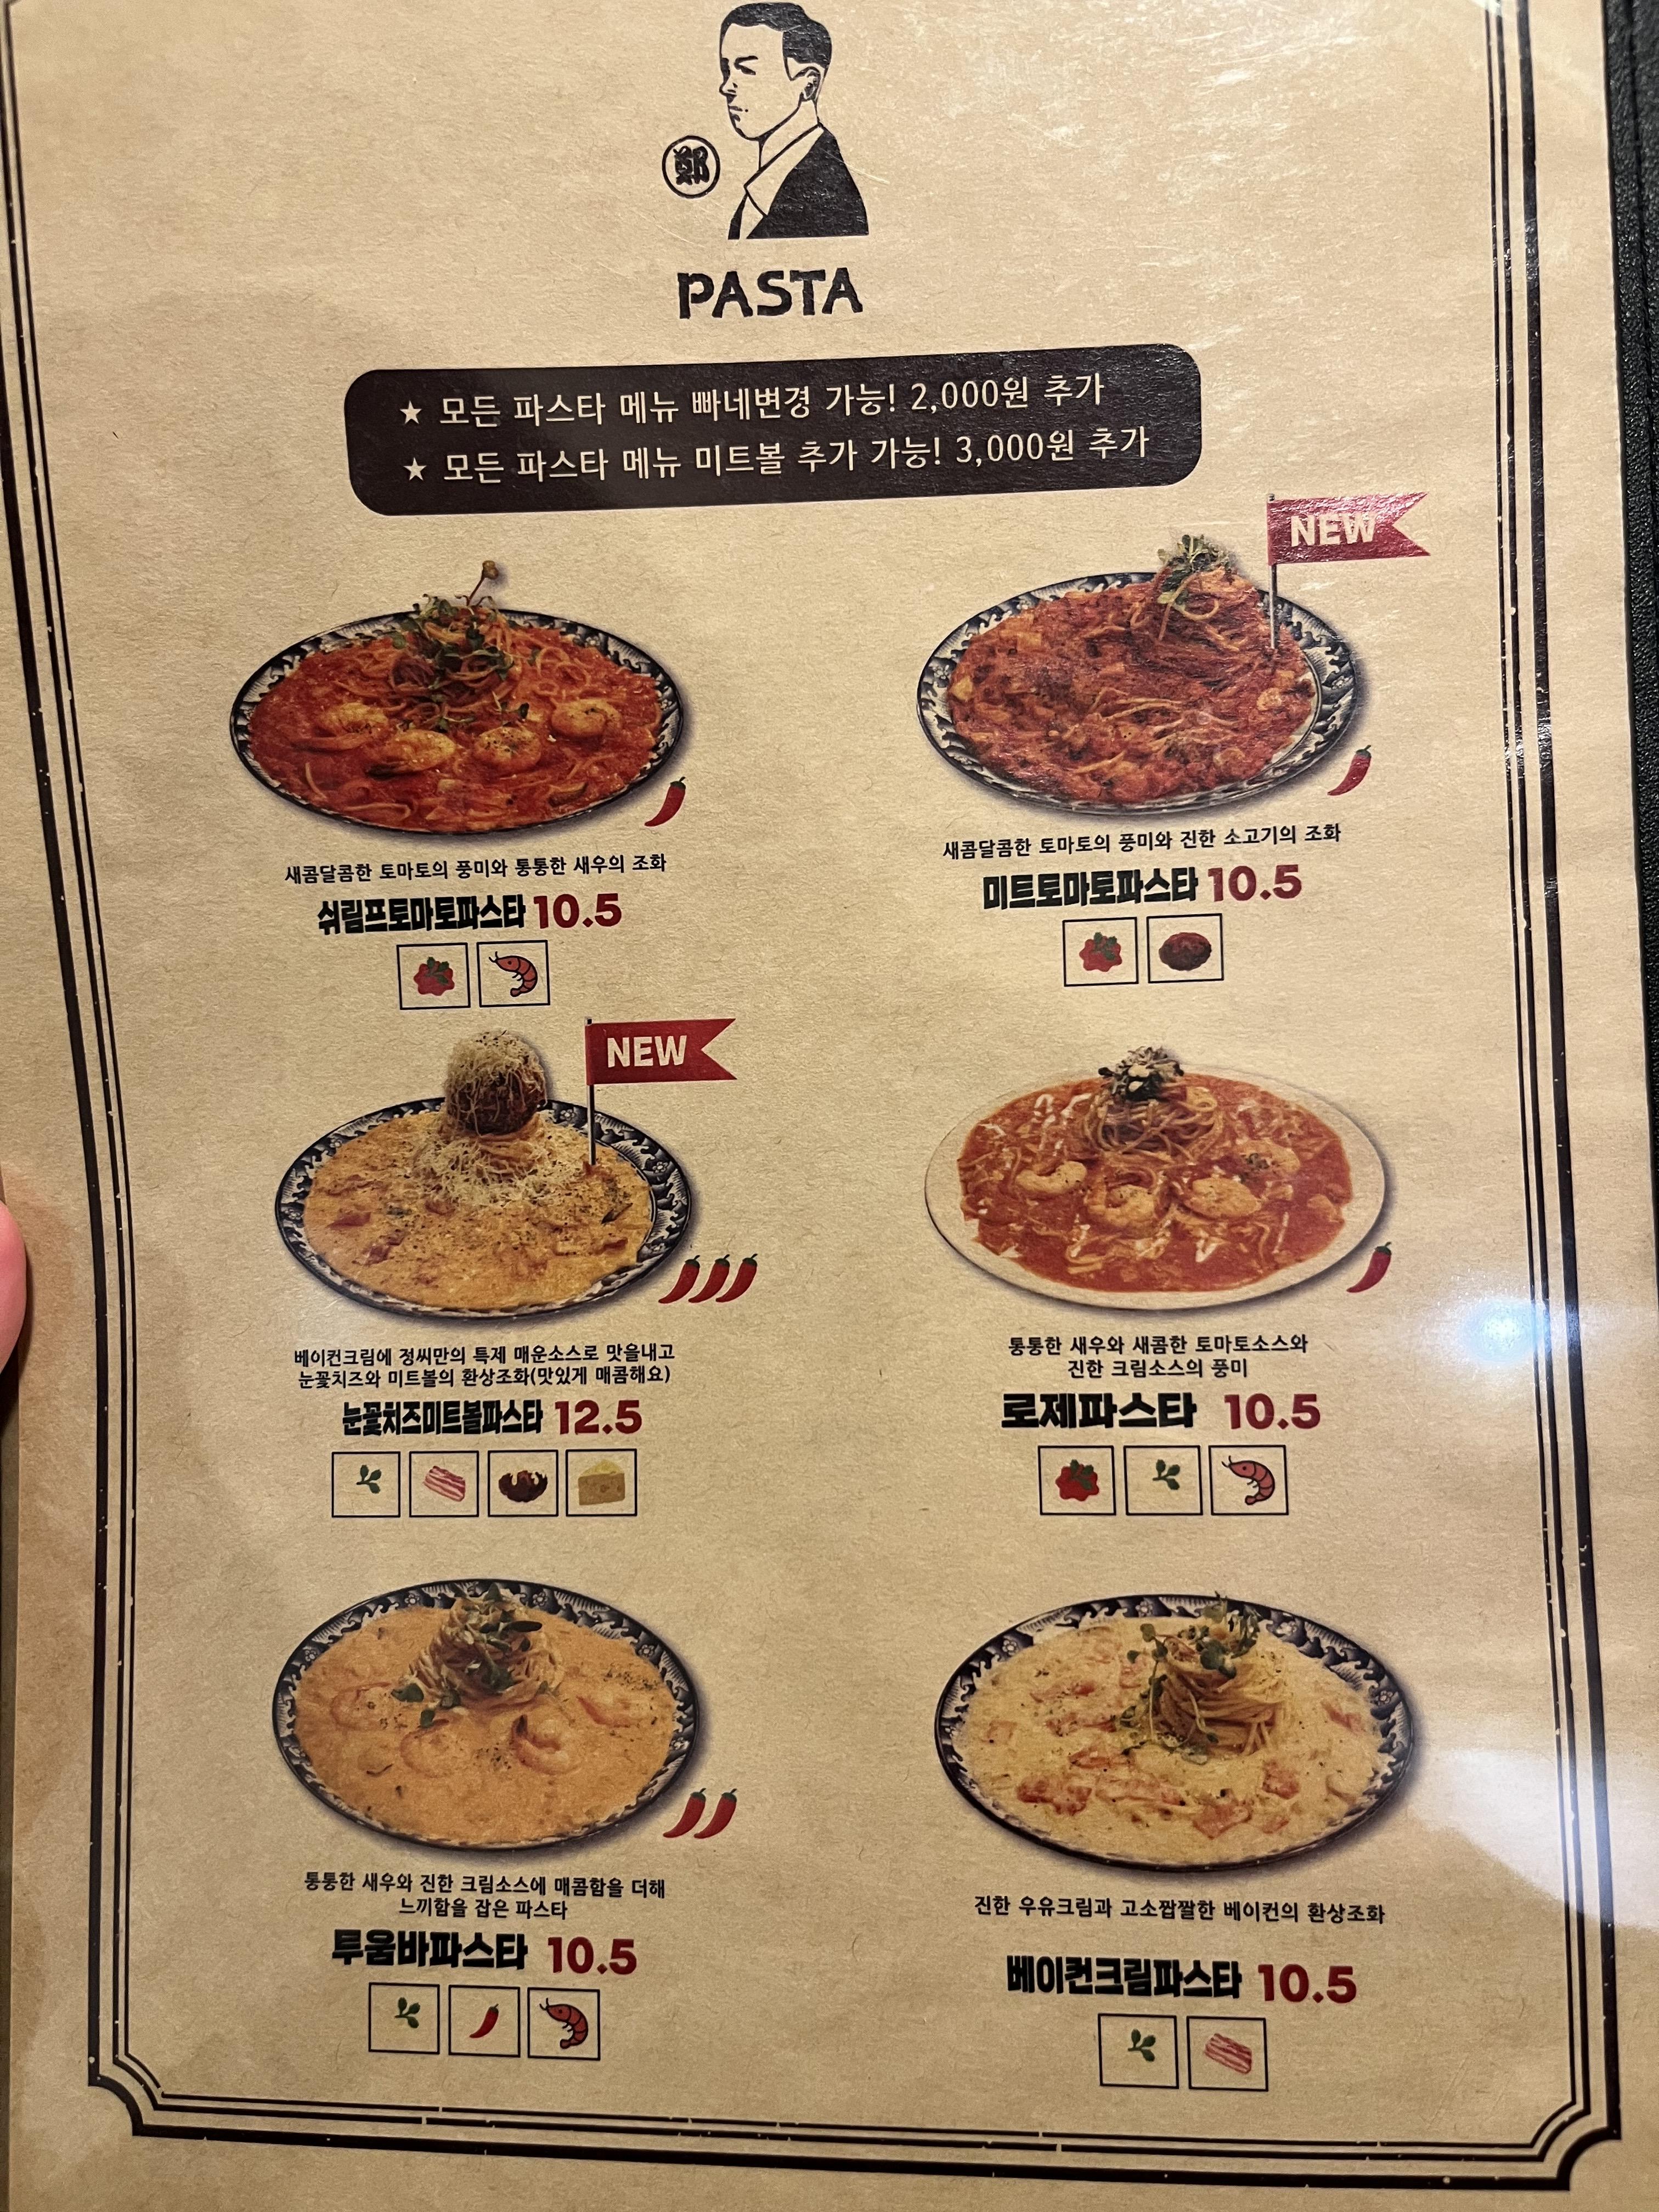 鄭
PASTA
★ 모든 파스타 메뉴 빠네변경 가능! 2,000원 추가
★ 모든 파스타 메뉴 미트볼 추가 가능! 3,000원 추가
NEW
새콤달콤한 토마토의 풍미와 통통한 새우의 조화
쉬림프토마토파스타 10.5
새콤달콤한 토마토의 풍미와 진한 소고기의 조화
미트토마토파스타 10.5
NEW
베이컨크림에 정씨만의 특제 매운소스로 맛을내고
눈꽃치즈와 미트볼의 환상조화(맛있게 매콤해요)
눈꽃치즈미트볼파스타 12.5
통통한 새우와 새콤한 토마토소스와
진한 크림소스의 풍미
로제파스타 10.5
통통한 새우와 진한 크림소스에 매콤함을 더해
느끼함을 잡은 파스타
투움바파스타 10.5
진한 우유크림과 고소짭짤한 베이컨의 환상조화
베이컨크림파스타 10.5